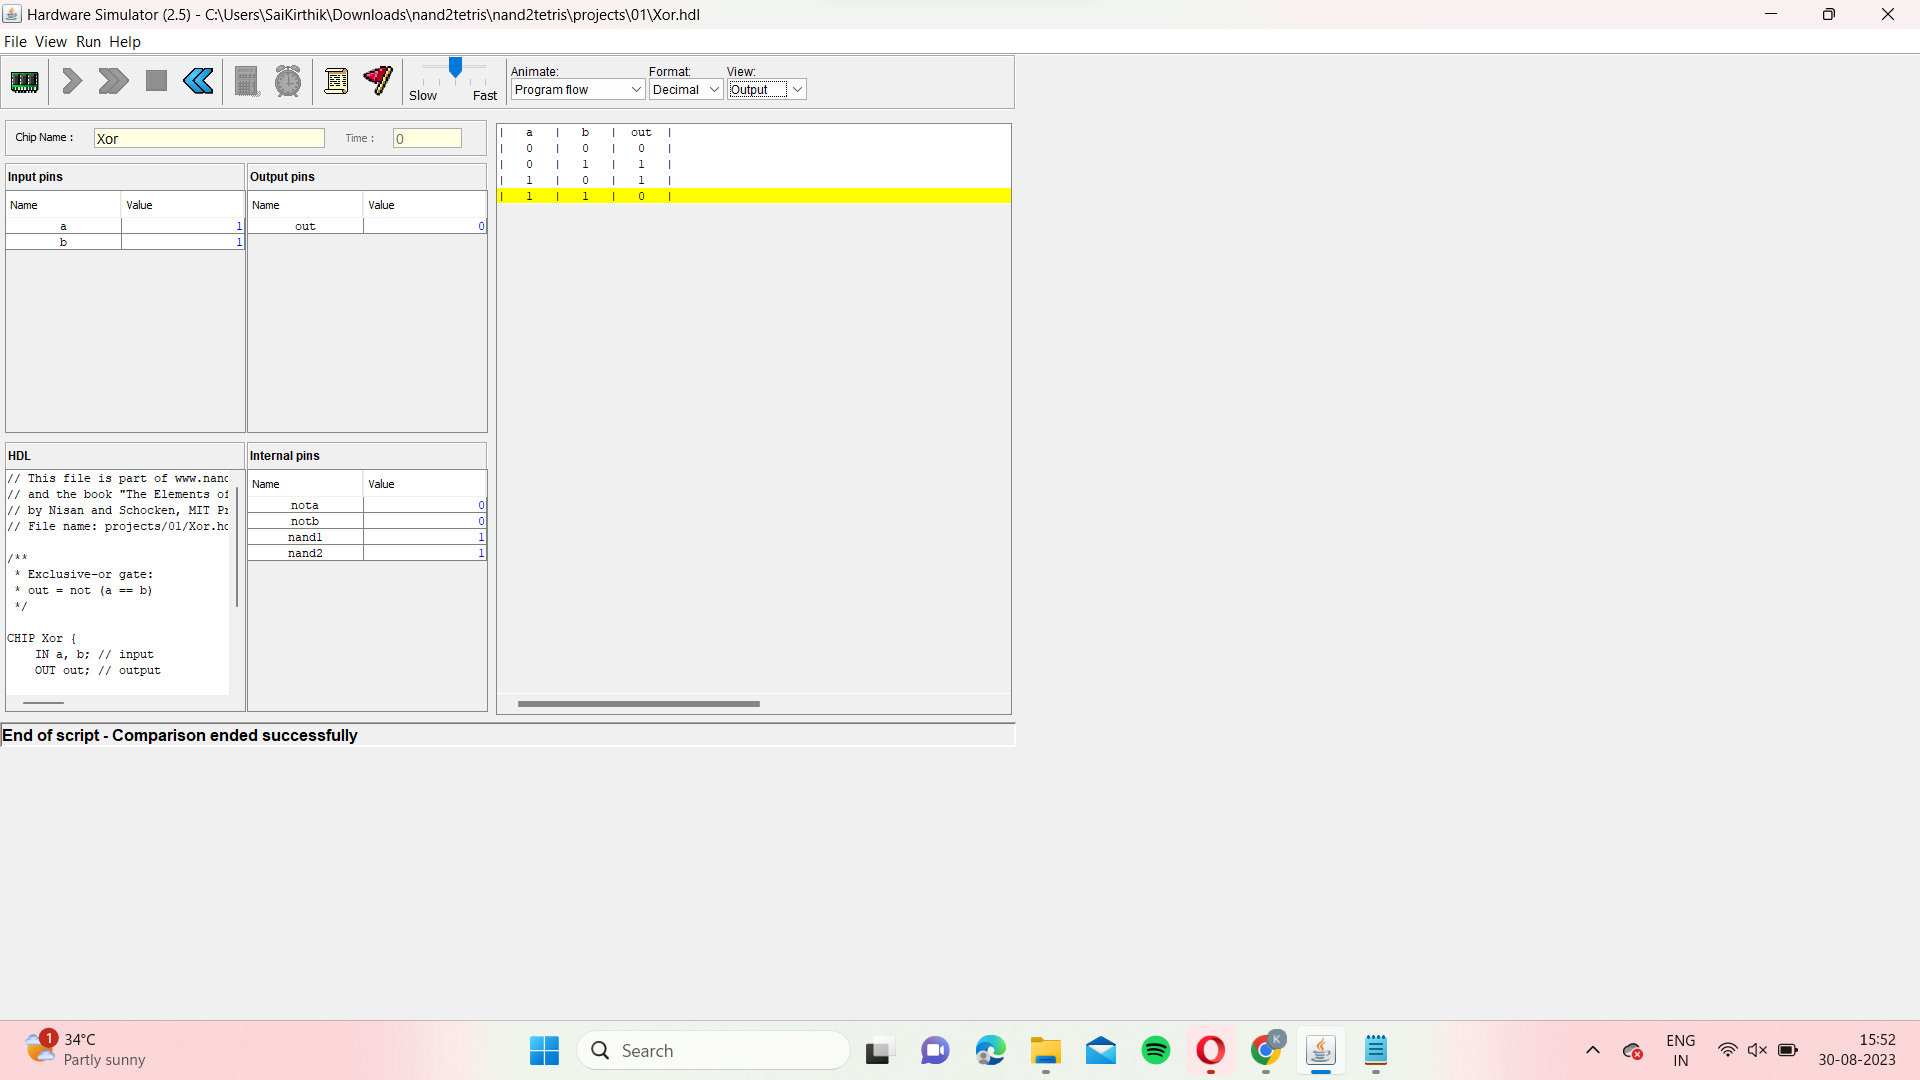 Hardware Simulator (2.5) - C:\Users\SaiKirthik\Downloads\nand2tetris\nand2tetris\projects\01\Xor.hdl
File View Run Help
Slow Fast
Animate: Format: View:
Program flow Decimal Output
Chip Name : Xor Time : 0
Input pins
Name Value
a 1
b 1
Output pins
Name Value
out 0
| a | b | out |
| 0 | 0 | 0 |
| 0 | 1 | 1 |
| 1 | 0 | 1 |
| 1 | 1 | 0 |
HDL
// This file is part of www.nand
// and the book "The Elements of
// by Nisan and Schocken, MIT Pr
// File name: projects/01/Xor.hd
/**
* Exclusive-or gate:
* out = not (a == b)
*/
CHIP Xor {
IN a, b; // input
OUT out; // output
Internal pins
Name Value
nota 0
notb 0
nand1 1
nand2 1
End of script - Comparison ended successfully
1
34°C
Partly sunny
Search
K
ENG
IN
15:52
30-08-2023